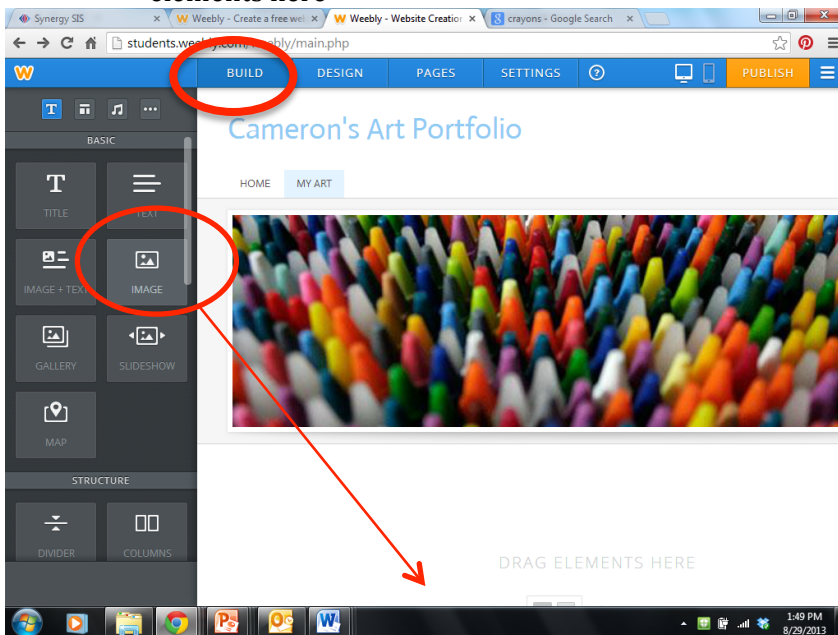 elements here
Synergy SIS
Weebly - Create a free web
Weebly - Website Creation
crayons - Google Search
students.weebly.com/weebly/main.php
BUILD DESIGN PAGES SETTINGS ? PUBLISH
BASIC
Cameron's Art Portfolio
HOME MY ART
TITLE TEXT
IMAGE + TEXT IMAGE
GALLERY SLIDESHOW
MAP
STRUCTURE
DIVIDER COLUMNS
DRAG ELEMENTS HERE
1:49 PM
8/29/2013